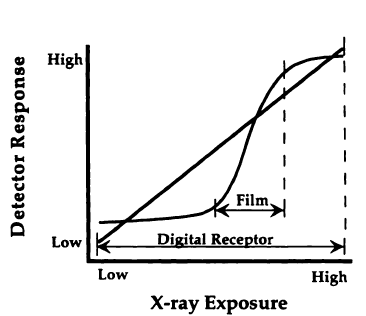 High
Detector Response
Film
Low
Digital Receptor
Low
High
X-ray Exposure